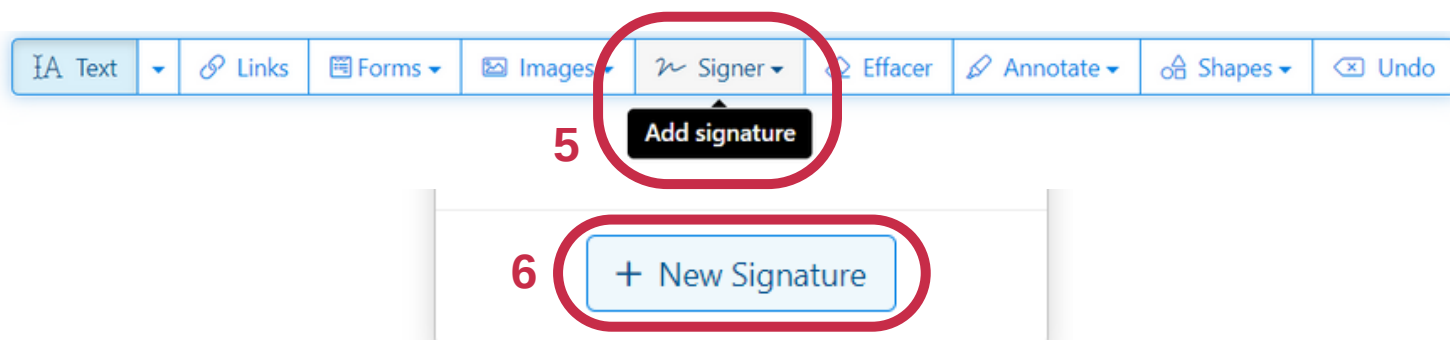 Text Links Forms Images Signer Effacer Annotate Shapes Undo
5 Add signature
6 + New Signature